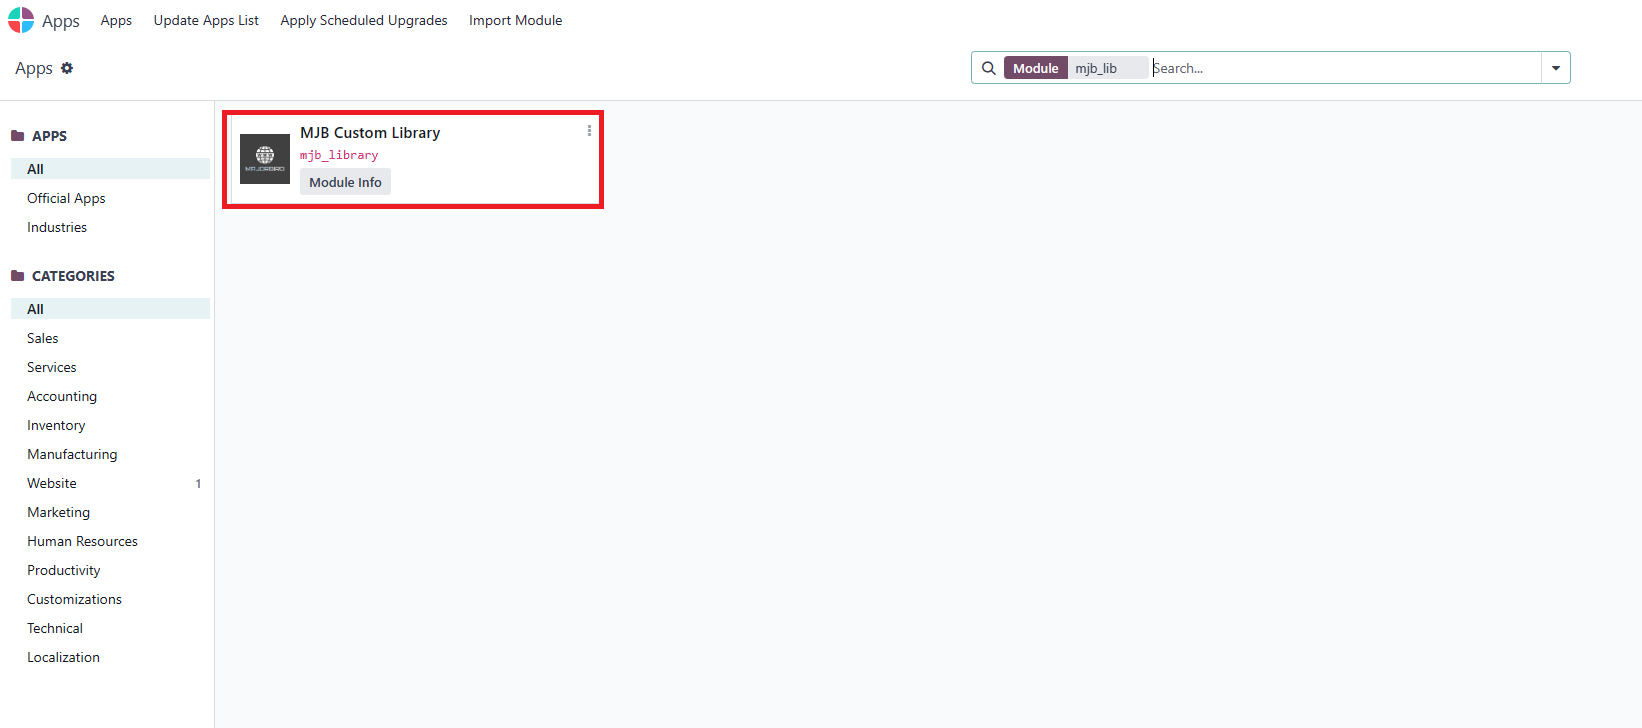 Apps Apps Update Apps List Apply Scheduled Upgrades Import Module
Apps Module mjb_lib Search...
APPS
All
Official Apps
Industries
CATEGORIES
All
Sales
Services
Accounting
Inventory
Manufacturing
Website 1
Marketing
Human Resources
Productivity
Customizations
Technical
Localization
MJB Custom Library
MAJORBIRD
mjb_library
Module Info